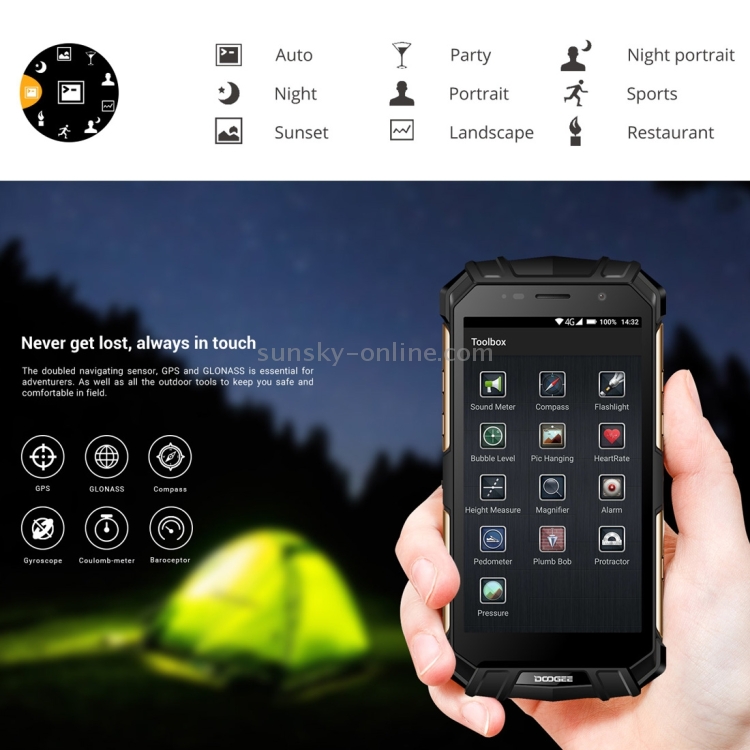 Auto
Party
Night portrait
Night
Portrait
Sports
Sunset
Landscape
Restaurant
Never get lost, always in touch
sunsky-online.com
The doubled navigating sensor, GPS and GLONASS is essential for
adventurers. As well as all the outdoor tools to keep you safe and
comfortable in field.
GPS
GLONASS
Compass
Gyroscope
Coulomb-meter
Baroceptor
4G 100% 14:32
Toolbox
Sound Meter
Compass
Flashlight
Bubble Level
Pic Hanging
HeartRate
Height Measure
Magnifier
Alarm
Pedometer
Plumb Bob
Protractor
Pressure
DOOGEE